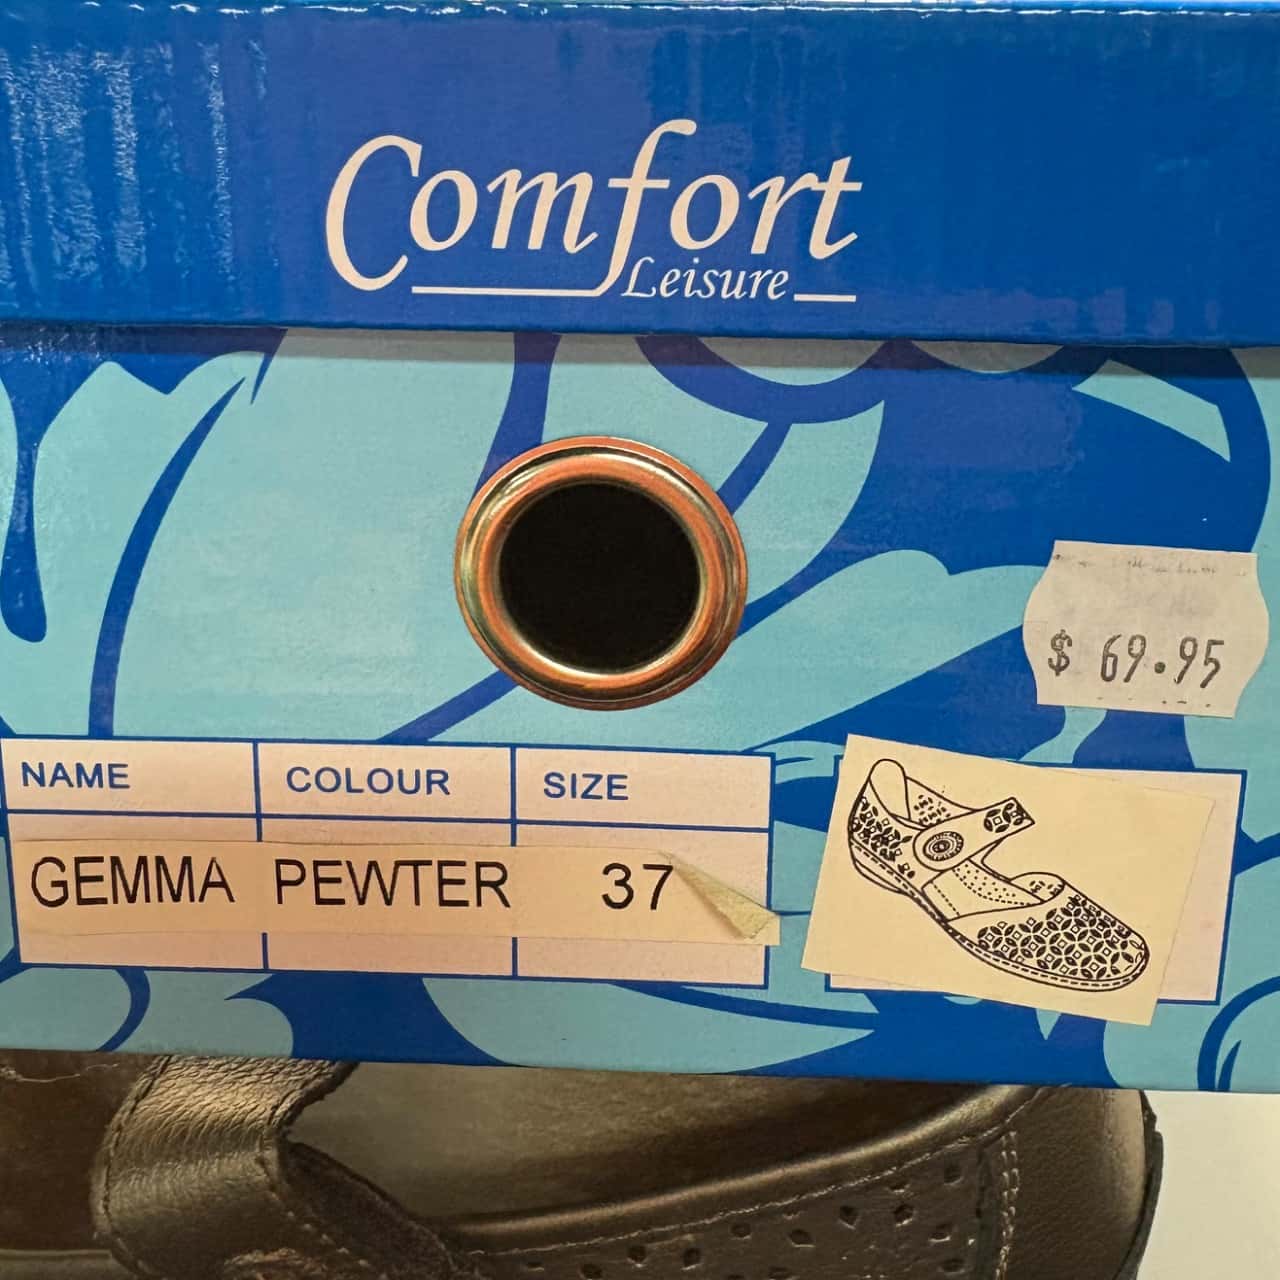 Comfort
Leisure
$ 69.95
NAME COLOUR SIZE
GEMMA PEWTER 37